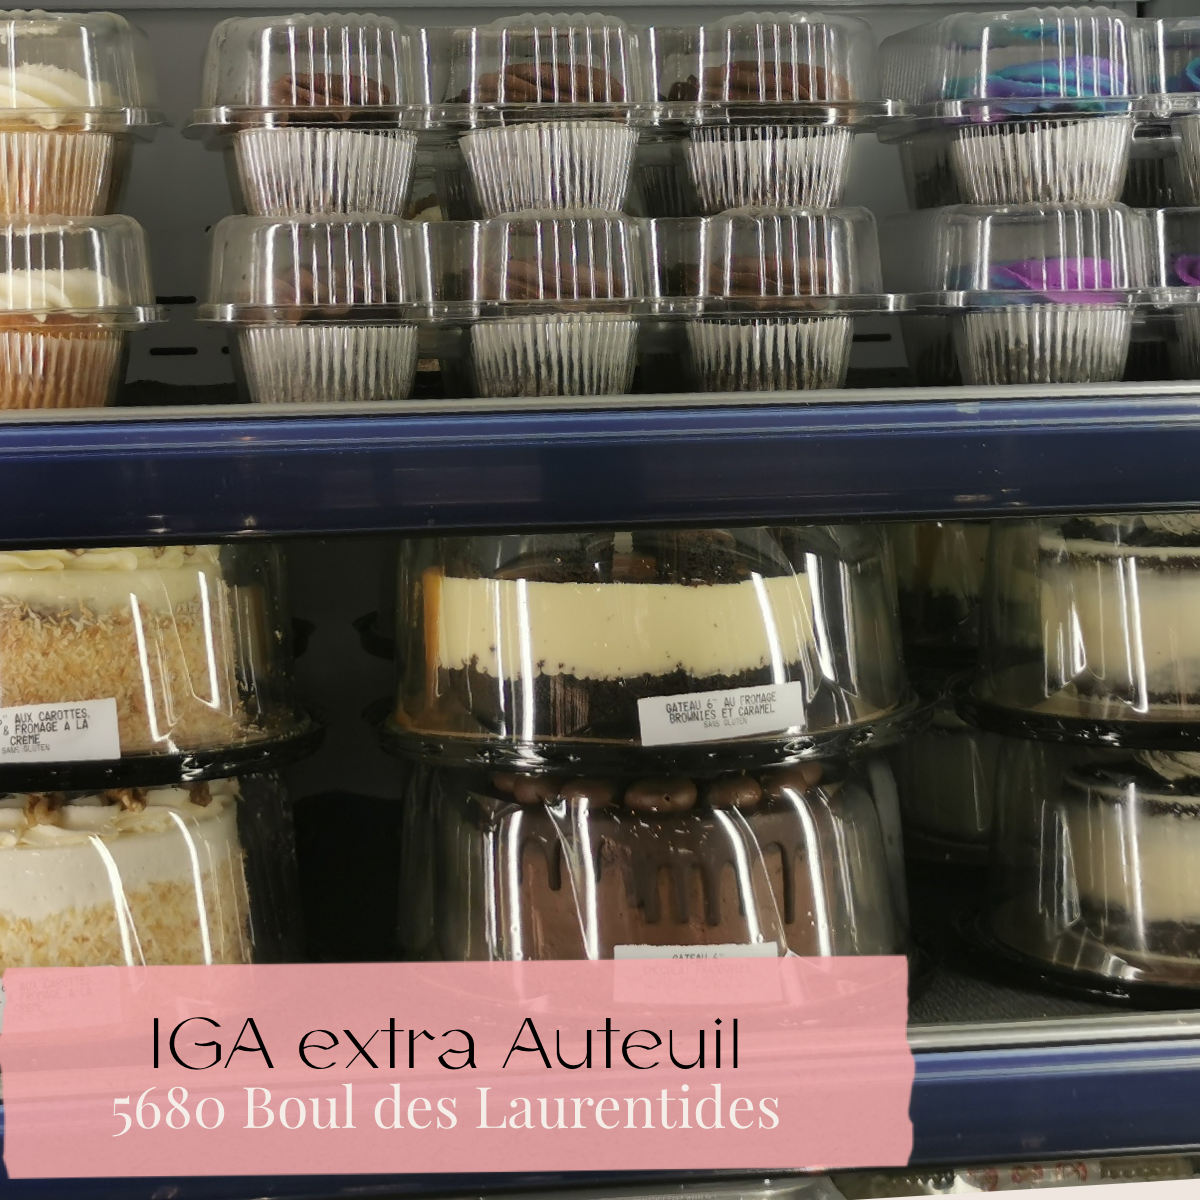 6" AUX CAROTTES,
& FROMAGE A LA
CREME
SANS GLUTEN
GATEAU 6" AU FROMAGE
BROWNIES ET CARAMEL
SANS GLUTEN
GATEAU 6"
IGA extra Auteuil
5680 Boul des Laurentides